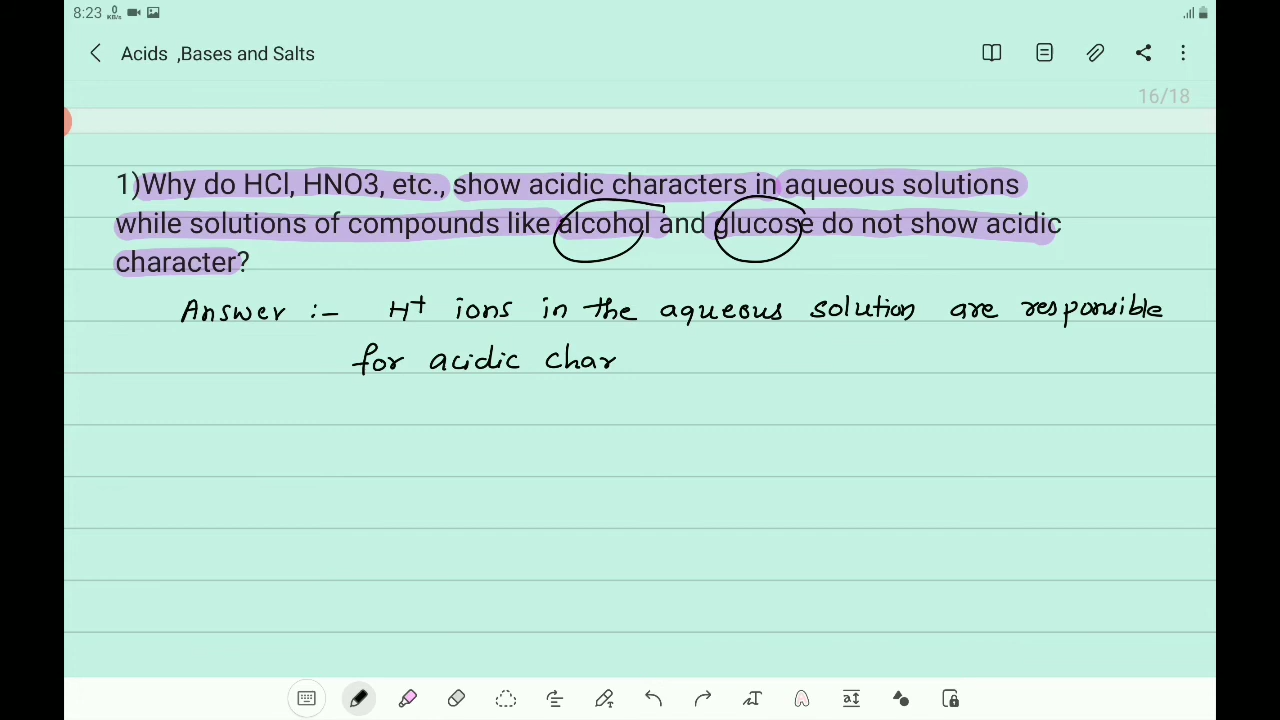 8:23 0 KB/s
Acids ,Bases and Salts
16/18
1)Why do HCl, HNO3, etc., show acidic characters in aqueous solutions
while solutions of compounds like alcohol and glucose do not show acidic
character?
Answer :- H+ ions in the aqueous solution are responsible
for acidic char